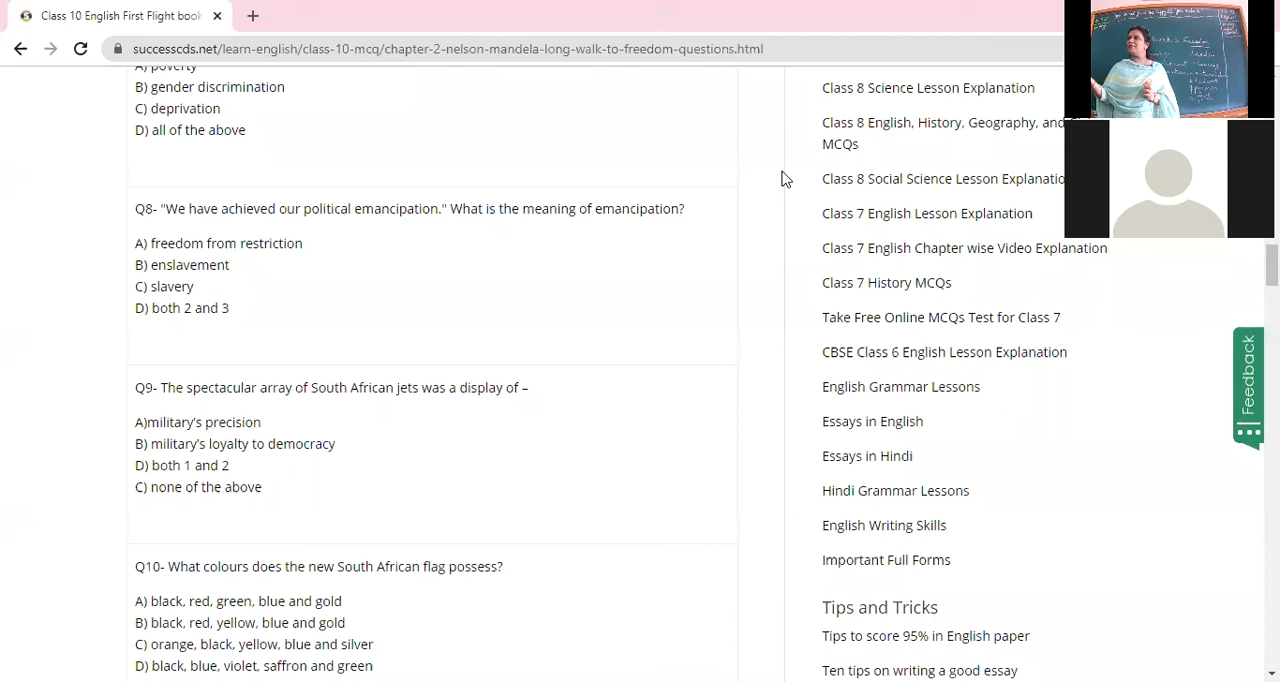 Class 10 English First Flight book
successcds.net/learn-english/class-10-mcq/chapter-2-nelson-mandela-long-walk-to-freedom-questions.html
A) poverty
B) gender discrimination
C) deprivation
D) all of the above
Q8- "We have achieved our political emancipation." What is the meaning of emancipation?
A) freedom from restriction
B) enslavement
C) slavery
D) both 2 and 3
Q9- The spectacular array of South African jets was a display of –
A)military’s precision
B) military’s loyalty to democracy
D) both 1 and 2
C) none of the above
Q10- What colours does the new South African flag possess?
A) black, red, green, blue and gold
B) black, red, yellow, blue and gold
C) orange, black, yellow, blue and silver
D) black, blue, violet, saffron and green
Class 8 Science Lesson Explanation
Class 8 English, History, Geography, and
MCQs
Class 8 Social Science Lesson Explanatio
Class 7 English Lesson Explanation
Class 7 English Chapter wise Video Explanation
Class 7 History MCQs
Take Free Online MCQs Test for Class 7
CBSE Class 6 English Lesson Explanation
English Grammar Lessons
Essays in English
Essays in Hindi
Hindi Grammar Lessons
English Writing Skills
Important Full Forms
Tips and Tricks
Tips to score 95% in English paper
Ten tips on writing a good essay
Feedback